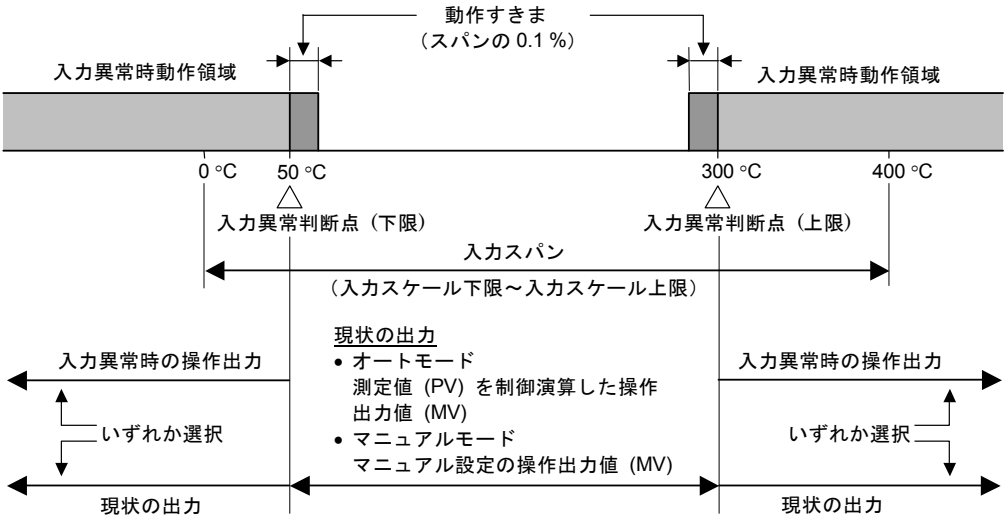 動作すきま
（スパンの 0.1 %）
入力異常時動作領域
入力異常時動作領域
0 °C
50 °C
300 °C
400 °C
入力異常判断点 (下限)
入力異常判断点 (上限)
入力スパン
（入力スケール下限～入力スケール上限）
現状の出力
• オートモード
測定値 (PV) を制御演算した操作
出力値 (MV)
• マニュアルモード
マニュアル設定の操作出力値 (MV)
入力異常時の操作出力
いずれか選択
現状の出力
入力異常時の操作出力
いずれか選択
現状の出力